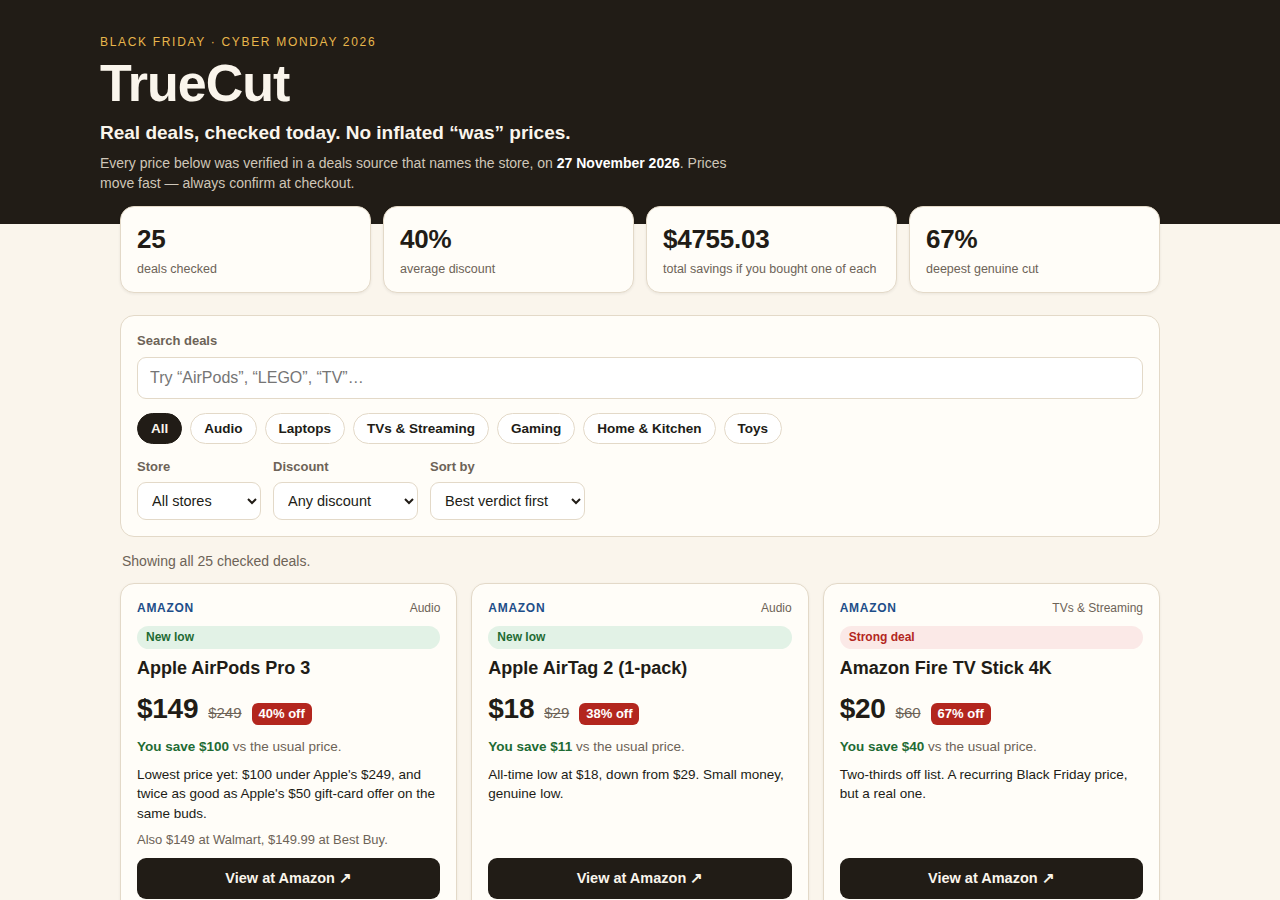 BLACK FRIDAY · CYBER MONDAY 2026
TrueCut
Real deals, checked today. No inflated “was” prices.
Every price below was verified in a deals source that names the store, on 27 November 2026. Prices
move fast — always confirm at checkout.
25
deals checked
40%
average discount
$4755.03
total savings if you bought one of each
67%
deepest genuine cut
Search deals
Try “AirPods”, “LEGO”, “TV”…
All
Audio
Laptops
TVs & Streaming
Gaming
Home & Kitchen
Toys
Store
Discount
Sort by
All stores
Any discount
Best verdict first
Showing all 25 checked deals.
AMAZON
Audio
New low
Apple AirPods Pro 3
$149 $249 40% off
You save $100 vs the usual price.
Lowest price yet: $100 under Apple's $249, and
twice as good as Apple's $50 gift-card offer on the
same buds.
Also $149 at Walmart, $149.99 at Best Buy.
View at Amazon ↗
AMAZON
Audio
New low
Apple AirTag 2 (1-pack)
$18 $29 38% off
You save $11 vs the usual price.
All-time low at $18, down from $29. Small money,
genuine low.
View at Amazon ↗
AMAZON
TVs & Streaming
Strong deal
Amazon Fire TV Stick 4K
$20 $60 67% off
You save $40 vs the usual price.
Two-thirds off list. A recurring Black Friday price,
but a real one.
View at Amazon ↗